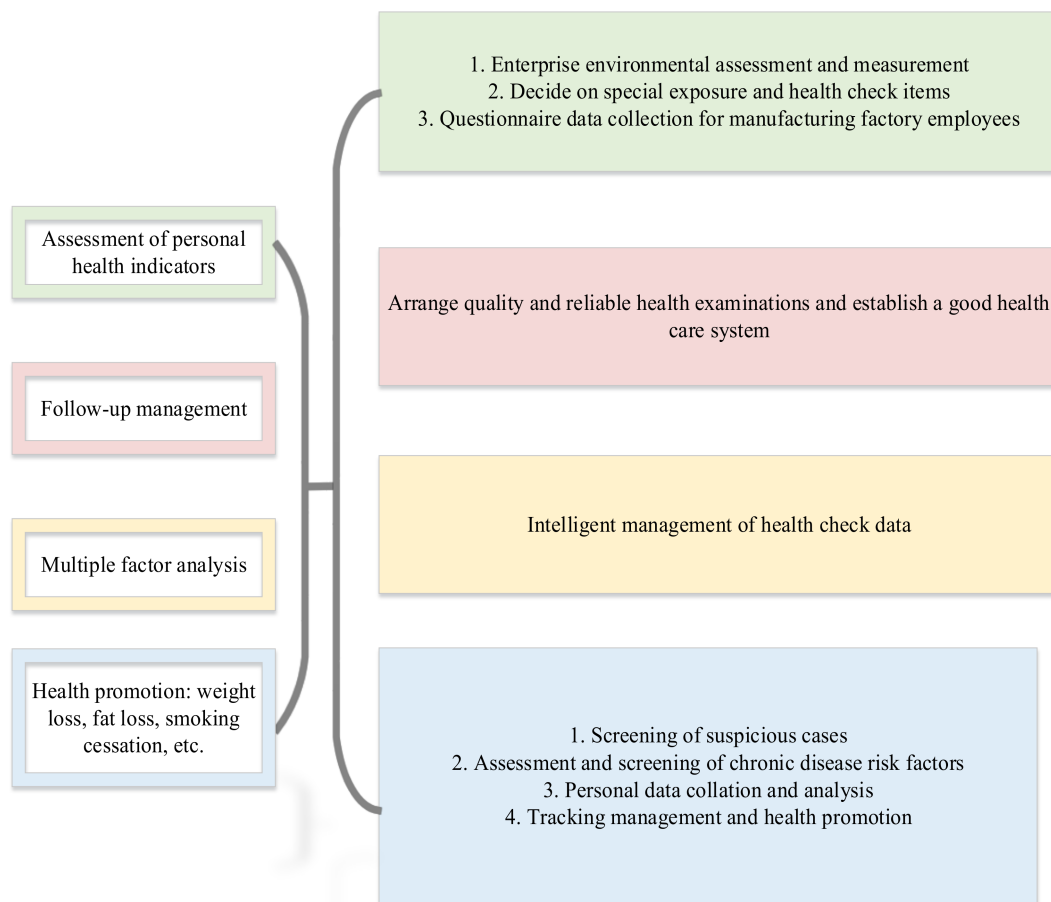 Assessment of personal
health indicators
Follow-up management
Multiple factor analysis
Health promotion: weight
loss, fat loss, smoking
cessation, etc.
1. Enterprise environmental assessment and measurement
2. Decide on special exposure and health check items
3. Questionnaire data collection for manufacturing factory employees
Arrange quality and reliable health examinations and establish a good health
care system
Intelligent management of health check data
1. Screening of suspicious cases
2. Assessment and screening of chronic disease risk factors
3. Personal data collation and analysis
4. Tracking management and health promotion